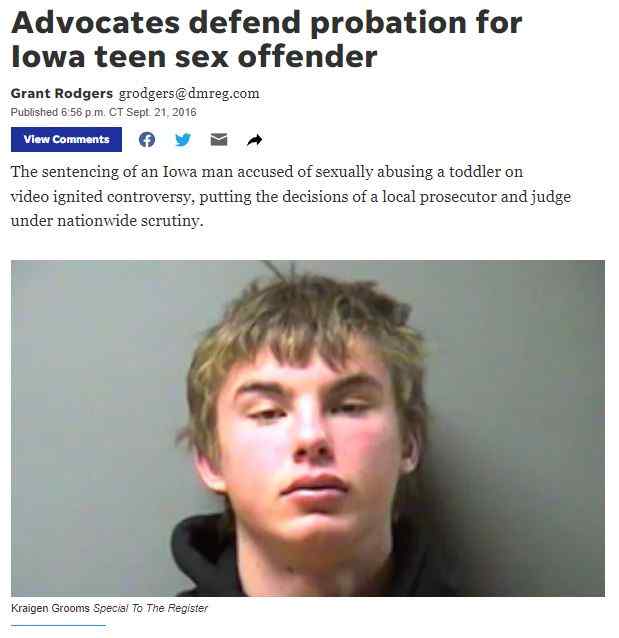 Advocates defend probation for
Iowa teen sex offender
Grant Rodgers grodgers@dmreg.com
Published 6:56 p.m. CT Sept. 21, 2016
View Comments
The sentencing of an Iowa man accused of sexually abusing a toddler on
video ignited controversy, putting the decisions of a local prosecutor and judge
under nationwide scrutiny.
Kraigen Grooms Special To The Register